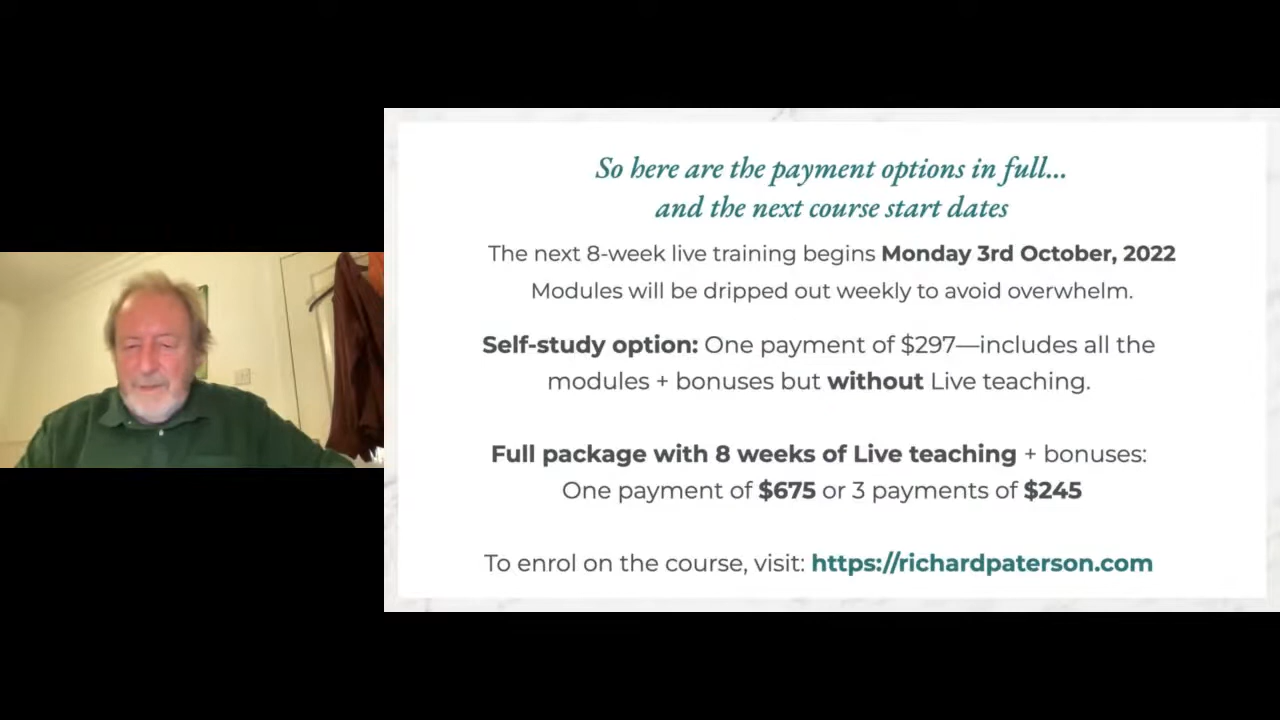 So here are the payment options in full...
and the next course start dates
The next 8-week live training begins Monday 3rd October, 2022
Modules will be dripped out weekly to avoid overwhelm.
Self-study option: One payment of $297—includes all the
modules + bonuses but without Live teaching.
Full package with 8 weeks of Live teaching + bonuses:
One payment of $675 or 3 payments of $245
To enrol on the course, visit: https://richardpaterson.com